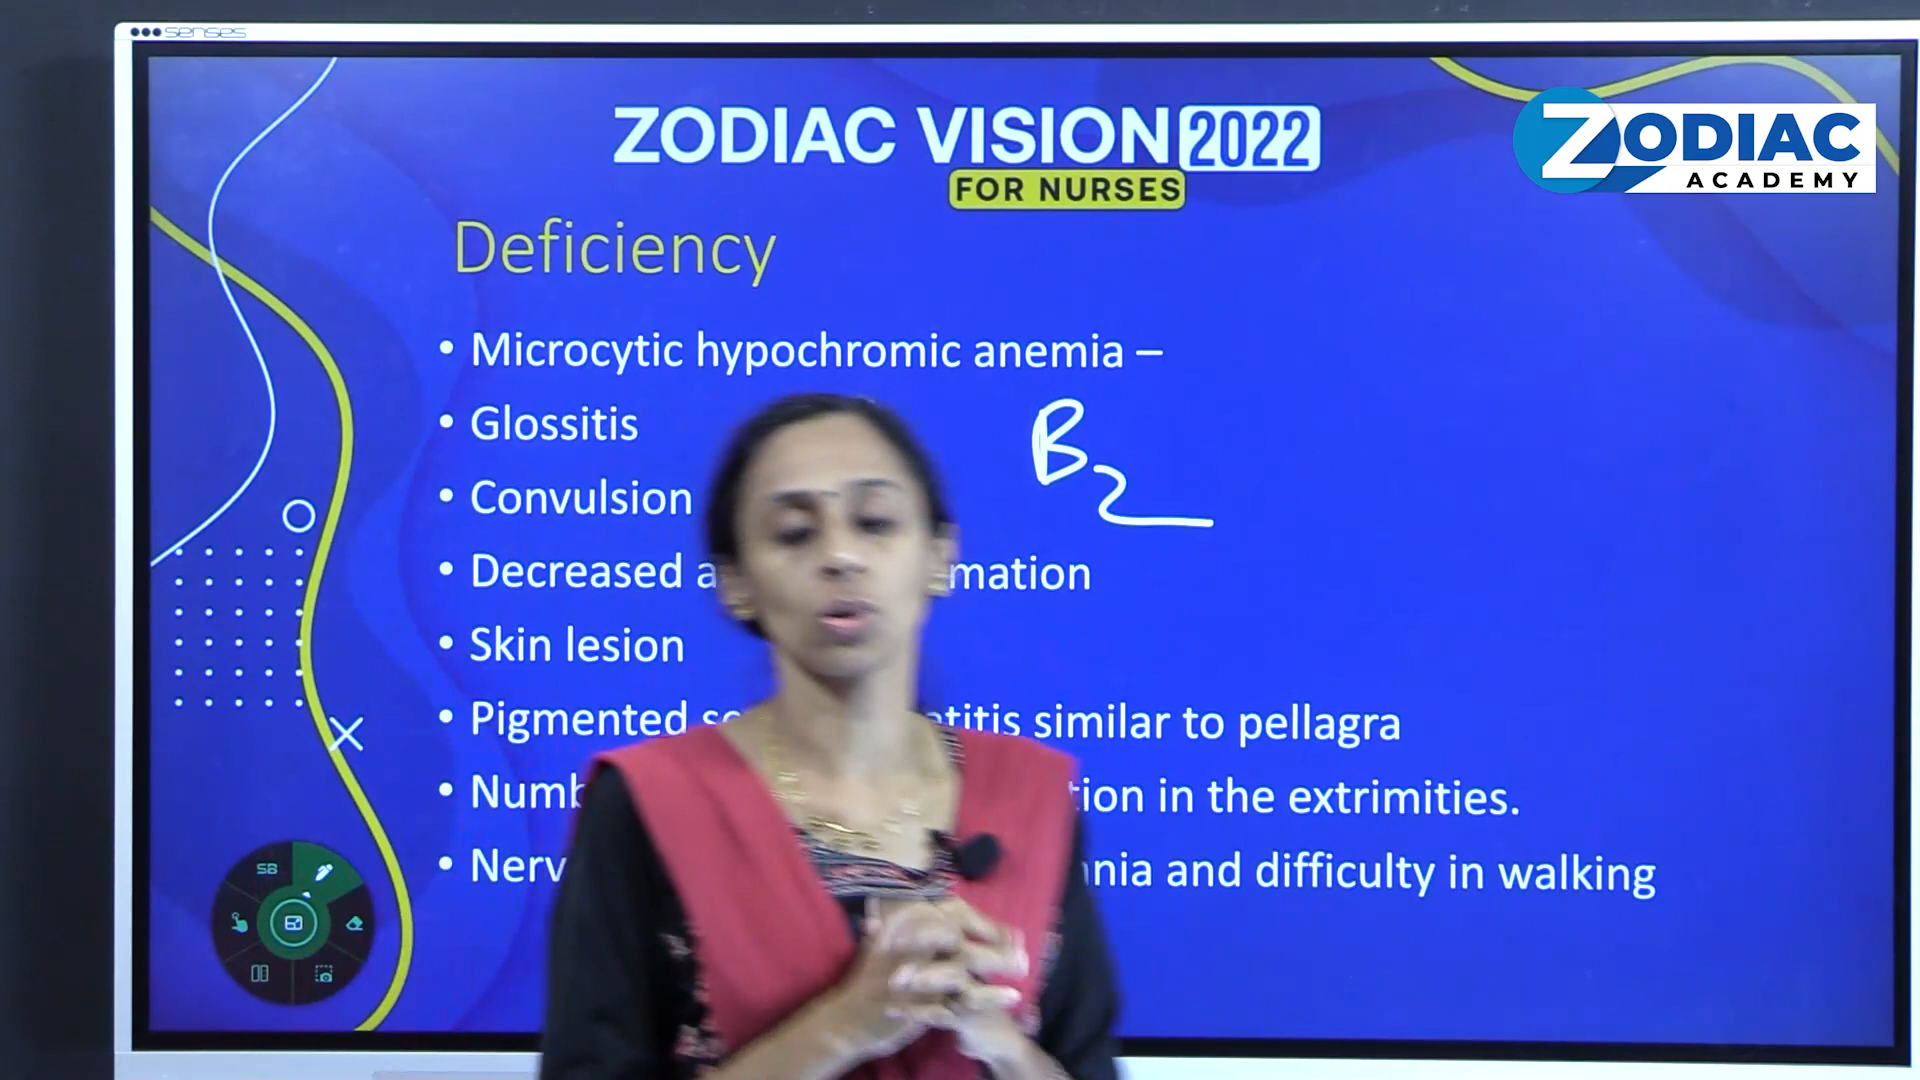 senses
ZODIAC VISION 2022
FOR NURSES
ZODIAC
ACADEMY
Deficiency
• Microcytic hypochromic anemia –
• Glossitis
B2
• Convulsion
• Decreased a mation
• Skin lesion
• Pigmented similar to pellagra
• Numb tion in the extrimities.
• Nerv nia and difficulty in walking
SB